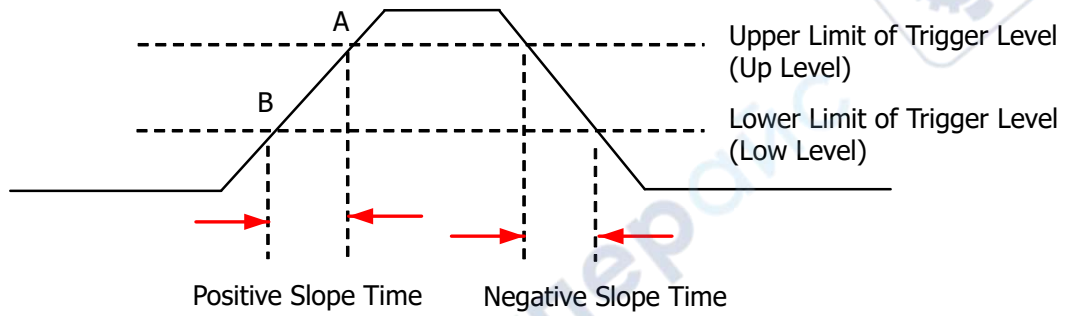 A
Upper Limit of Trigger Level
(Up Level)
B
Lower Limit of Trigger Level
(Low Level)
Positive Slope Time
Negative Slope Time